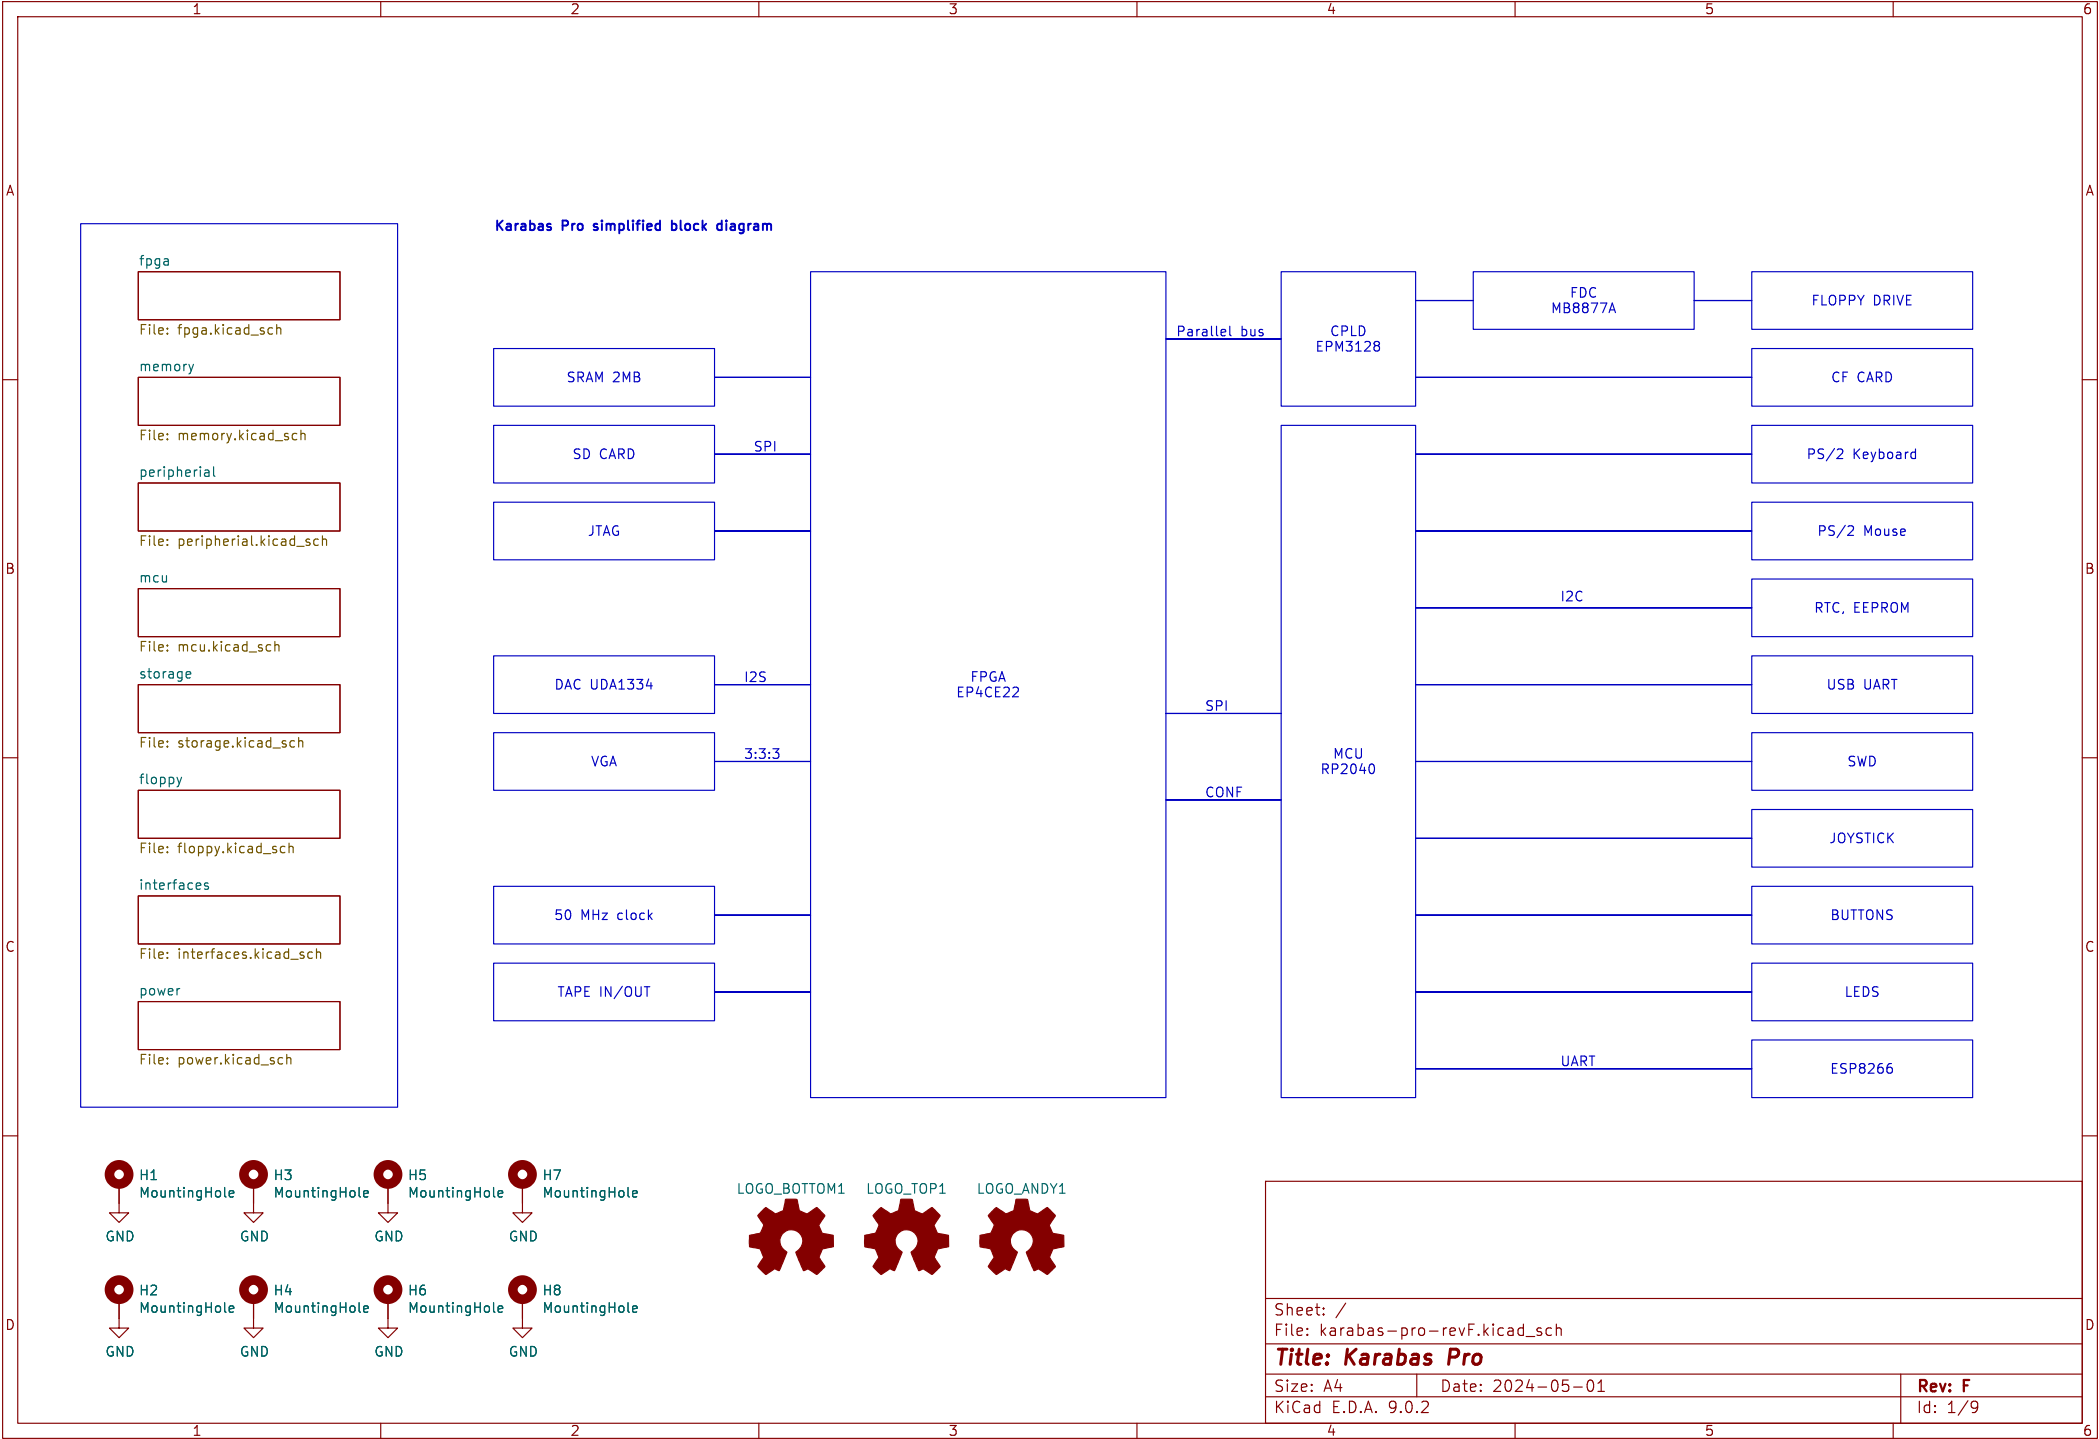 1 2 3 4 5 6
A A
B B
C C
D D
fpga
File: fpga.kicad_sch
memory
File: memory.kicad_sch
peripherial
File: peripherial.kicad_sch
mcu
File: mcu.kicad_sch
storage
File: storage.kicad_sch
floppy
File: floppy.kicad_sch
interfaces
File: interfaces.kicad_sch
power
File: power.kicad_sch
Karabas Pro simplified block diagram
SRAM 2MB
SD CARD
SPI
JTAG
DAC UDA1334
I2S
VGA
3:3:3
50 MHz clock
TAPE IN/OUT
FPGA
EP4CE22
Parallel bus
SPI
CONF
CPLD
EPM3128
MCU
RP2040
FDC
MB8877A
FLOPPY DRIVE
CF CARD
PS/2 Keyboard
PS/2 Mouse
I2C
RTC, EEPROM
USB UART
SWD
JOYSTICK
BUTTONS
LEDS
UART
ESP8266
H1
MountingHole
GND
H3
MountingHole
GND
H5
MountingHole
GND
H7
MountingHole
GND
H2
MountingHole
GND
H4
MountingHole
GND
H6
MountingHole
GND
H8
MountingHole
GND
LOGO_BOTTOM1
LOGO_TOP1
LOGO_ANDY1
Sheet: /
File: karabas-pro-revF.kicad_sch
Title: Karabas Pro
Size: A4 Date: 2024-05-01 Rev: F
KiCad E.D.A. 9.0.2 Id: 1/9
1 2 3 4 5 6